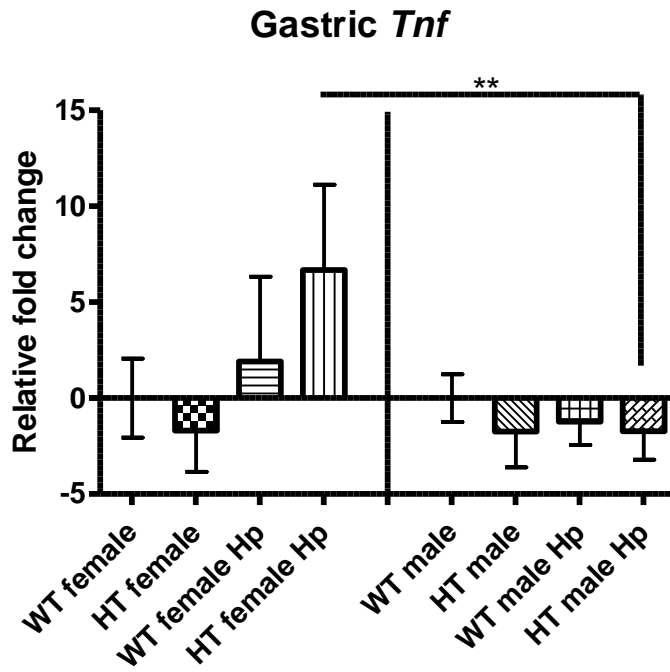 Gastric Tnf
**
15
10
5
0
-5
Relative fold change
WT female
HT female
WT female Hp
HT female Hp
WT male
HT male
WT male Hp
HT male Hp